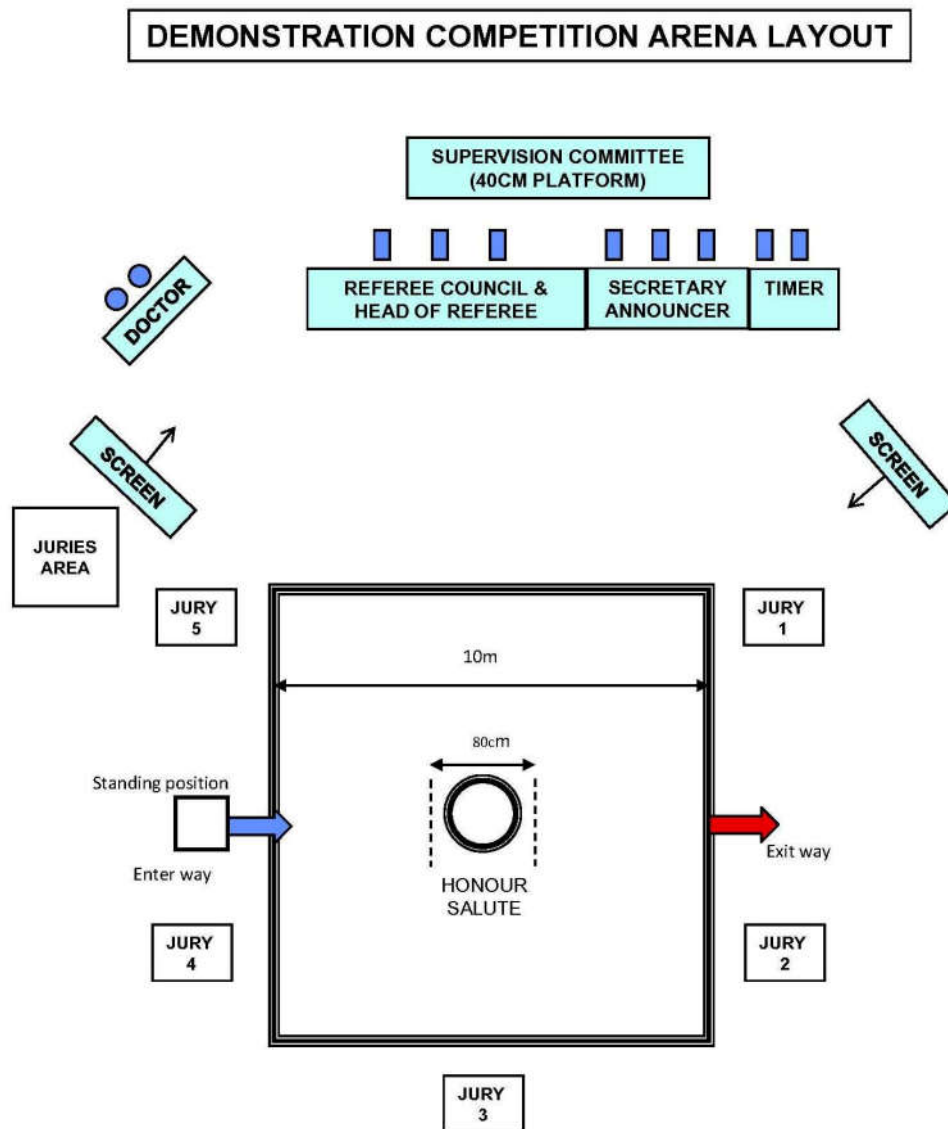 DEMONSTRATION COMPETITION ARENA LAYOUT
SUPERVISION COMMITTEE
(40CM PLATFORM)
REFEREE COUNCIL &
HEAD OF REFEREE
SECRETARY
ANNOUNCER
TIMER
DOCTOR
SCREEN
SCREEN
JURIES
AREA
JURY
5
JURY
1
10m
80cm
Standing position
Enter way
Exit way
HONOUR
SALUTE
JURY
4
JURY
2
JURY
3